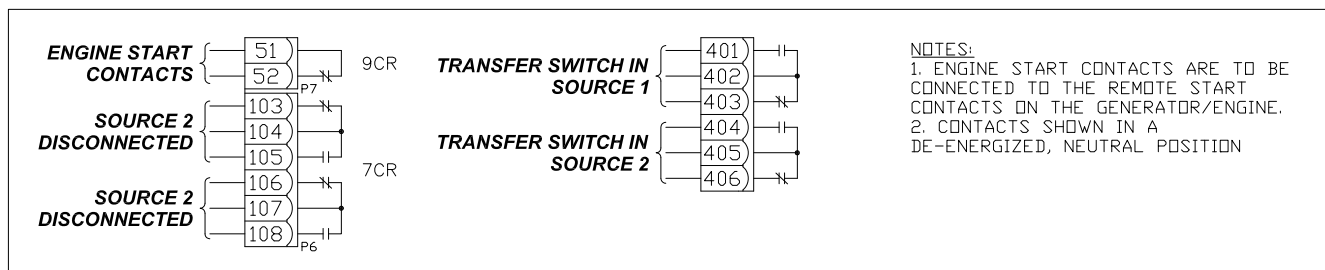 ENGINE START
CONTACTS
51
52
P7
9CR
SOURCE 2
DISCONNECTED
103
104
105
7CR
SOURCE 2
DISCONNECTED
106
107
108
P6
TRANSFER SWITCH IN
SOURCE 1
401
402
403
TRANSFER SWITCH IN
SOURCE 2
404
405
406
NOTES:
1. ENGINE START CONTACTS ARE TO BE
CONNECTED TO THE REMOTE START
CONTACTS ON THE GENERATOR/ENGINE.
2. CONTACTS SHOWN IN A
DE-ENERGIZED, NEUTRAL POSITION